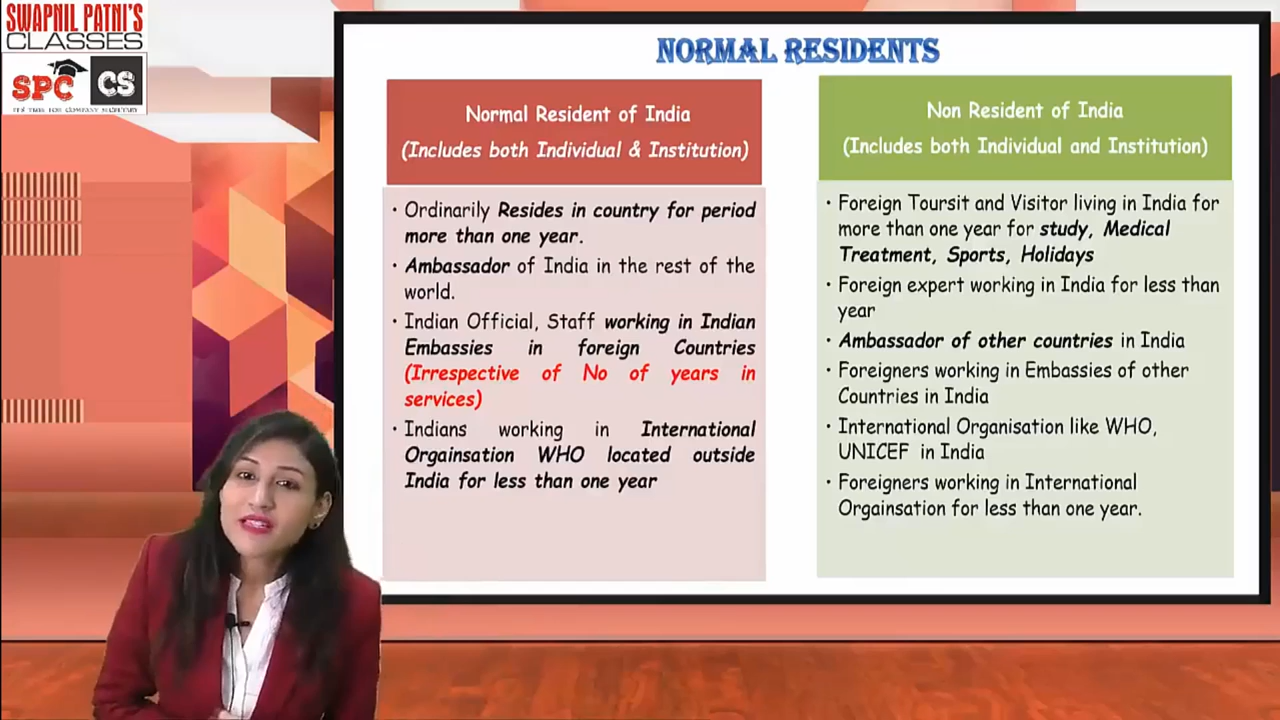 SWAPNIL PATNI'S
CLASSES
SPC CS
NORMAL RESIDENTS
Normal Resident of India
(Includes both Individual & Institution)
• Ordinarily Resides in country for period
more than one year.
• Ambassador of India in the rest of the
world.
• Indian Official, Staff working in Indian
Embassies in foreign Countries
(Irrespective of No of years in
services)
• Indians working in International
Orgainsation WHO located outside
India for less than one year
Non Resident of India
(Includes both Individual and Institution)
• Foreign Toursit and Visitor living in India for
more than one year for study, Medical
Treatment, Sports, Holidays
• Foreign expert working in India for less than
year
• Ambassador of other countries in India
• Foreigners working in Embassies of other
Countries in India
• International Organisation like WHO,
UNICEF in India
• Foreigners working in International
Orgainsation for less than one year.